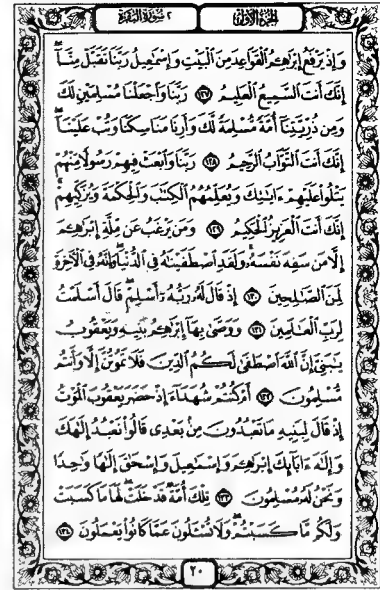 الجزء الأول
٢ سورة البقرة
وَإِذْ يَرْفَعُ إِبْرَٰهِـۧمُ ٱلْقَوَاعِدَ مِنَ ٱلْبَيْتِ وَإِسْمَٰعِيلُ رَبَّنَا تَقَبَّلْ مِنَّآ
إِنَّكَ أَنتَ ٱلسَّمِيعُ ٱلْعَلِيمُ ١٢٧ رَبَّنَا وَٱجْعَلْنَا مُسْلِمَيْنِ لَكَ
وَمِن ذُرِّيَّتِنَآ أُمَّةً مُّسْلِمَةً لَّكَ وَأَرِنَا مَنَاسِكَنَا وَتُبْ عَلَيْنَآ
إِنَّكَ أَنتَ ٱلتَّوَّابُ ٱلرَّحِيمُ ١٢٨ رَبَّنَا وَٱبْعَثْ فِيهِمْ رَسُولًا مِّنْهُمْ
يَتْلُوا۟ عَلَيْهِمْ ءَايَٰتِكَ وَيُعَلِّمُهُمُ ٱلْكِتَٰبَ وَٱلْحِكْمَةَ وَيُزَكِّيهِمْ
إِنَّكَ أَنتَ ٱلْعَزِيزُ ٱلْحَكِيمُ ١٢٩ وَمَن يَرْغَبُ عَن مِّلَّةِ إِبْرَٰهِـۧمَ
إِلَّا مَن سَفِهَ نَفْسَهُۥ وَلَقَدِ ٱصْطَفَيْنَٰهُ فِى ٱلدُّنْيَا وَإِنَّهُۥ فِى ٱلْـَٔاخِرَةِ
لَمِنَ ٱلصَّٰلِحِينَ ١٣٠ إِذْ قَالَ لَهُۥ رَبُّهُۥٓ أَسْلِمْ قَالَ أَسْلَمْتُ
لِرَبِّ ٱلْعَٰلَمِينَ ١٣١ وَوَصَّىٰ بِهَآ إِبْرَٰهِـۧمُ بَنِيهِ وَيَعْقُوبُ
يَٰبَنِىَّ إِنَّ ٱللَّهَ ٱصْطَفَىٰ لَكُمُ ٱلدِّينَ فَلَا تَمُوتُنَّ إِلَّا وَأَنتُم
مُّسْلِمُونَ ١٣٢ أَمْ كُنتُمْ شُهَدَآءَ إِذْ حَضَرَ يَعْقُوبَ ٱلْمَوْتُ
إِذْ قَالَ لِبَنِيهِ مَا تَعْبُدُونَ مِنۢ بَعْدِى قَالُوا۟ نَعْبُدُ إِلَٰهَكَ
وَإِلَٰهَ ءَابَآئِكَ إِبْرَٰهِـۧمَ وَإِسْمَٰعِيلَ وَإِسْحَٰقَ إِلَٰهًا وَٰحِدًا
وَنَحْنُ لَهُۥ مُسْلِمُونَ ١٣٣ تِلْكَ أُمَّةٌ قَدْ خَلَتْ لَهَا مَا كَسَبَتْ
وَلَكُم مَّا كَسَبْتُمْ وَلَا تُسْـَٔلُونَ عَمَّا كَانُوا۟ يَعْمَلُونَ ١٣٤
٢٠